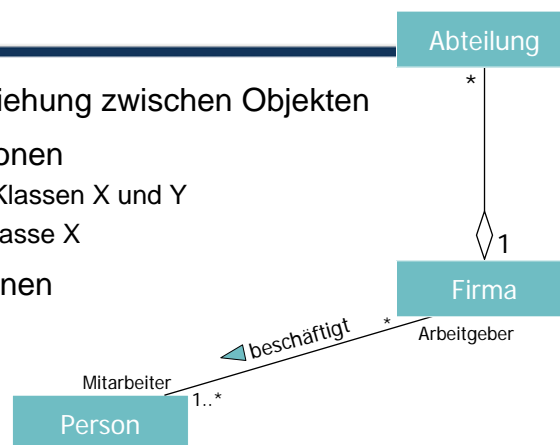 Abteilung
*
iehung zwischen Objekten
onen
Klassen X und Y
asse X
nen
1
Firma
* Arbeitgeber
beschäftigt
Mitarbeiter
1..*
Person